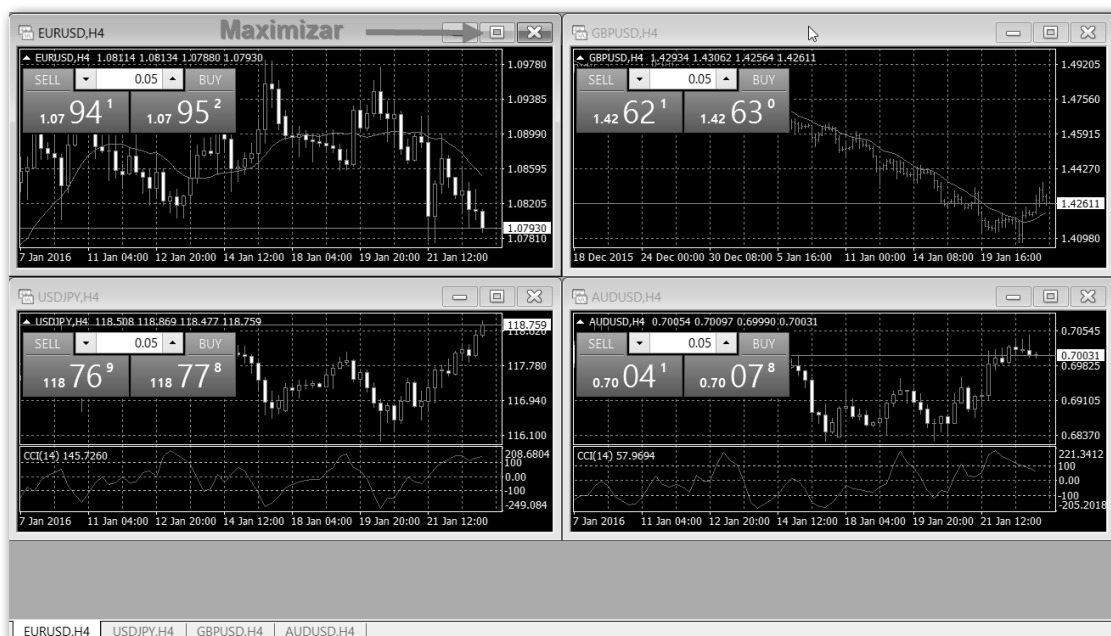 EURUSD,H4
Maximizar
EURUSD,H4 1.08114 1.08134 1.07880 1.07930
SELL 0.05 BUY
1.07 94 1 1.07 95 2
1.09780
1.09385
1.08990
1.08595
1.08205
1.07930
1.07810
7 Jan 2016 11 Jan 04:00 12 Jan 20:00 14 Jan 12:00 18 Jan 04:00 19 Jan 20:00 21 Jan 12:00
GBPUSD,H4
GBPUSD,H4 1.42934 1.43062 1.42564 1.42611
SELL 0.05 BUY
1.42 62 1 1.42 63 0
1.49205
1.47560
1.45915
1.44270
1.42611
1.40980
18 Dec 2015 24 Dec 00:00 30 Dec 08:00 5 Jan 16:00 11 Jan 00:00 14 Jan 08:00 19 Jan 16:00
USDJPY,H4
USDJPY,H4 118.508 118.869 118.477 118.759
SELL 0.05 BUY
118 76 9 118 77 8
118.759
117.780
116.940
116.100
CCI(14) 145.7260
208.6804
100
0.00
-100
-249.084
7 Jan 2016 11 Jan 04:00 12 Jan 20:00 14 Jan 12:00 18 Jan 04:00 19 Jan 20:00 21 Jan 12:00
AUDUSD,H4
AUDUSD,H4 0.70054 0.70097 0.69990 0.70031
SELL 0.05 BUY
0.70 04 1 0.70 07 8
0.70545
0.70031
0.69825
0.69105
0.68370
CCI(14) 57.9694
221.3412
100
0.00
-100
-205.2018
7 Jan 2016 11 Jan 04:00 12 Jan 20:00 14 Jan 12:00 18 Jan 04:00 19 Jan 20:00 21 Jan 12:00
EURUSD,H4 USDJPY,H4 GBPUSD,H4 AUDUSD,H4